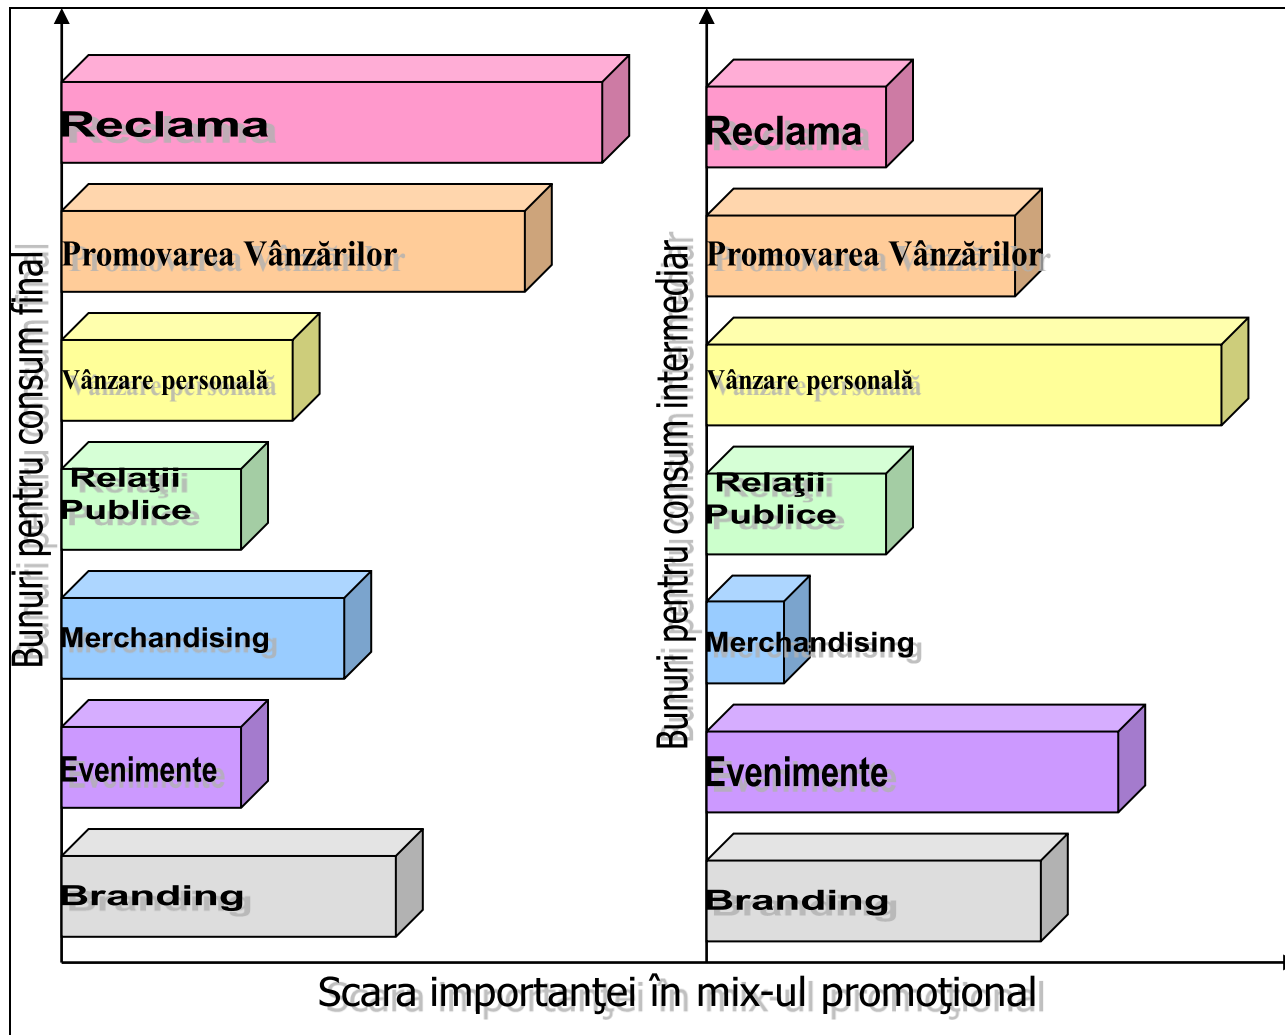 Bunuri pentru consum final
Reclama
Promovarea Vânzărilor
Vânzare personală
Relaţii
Publice
Merchandising
Evenimente
Branding
Bunuri pentru consum intermediar
Reclama
Promovarea Vânzărilor
Vânzare personală
Relaţii
Publice
Merchandising
Evenimente
Branding
Scara importanţei în mix-ul promoţional